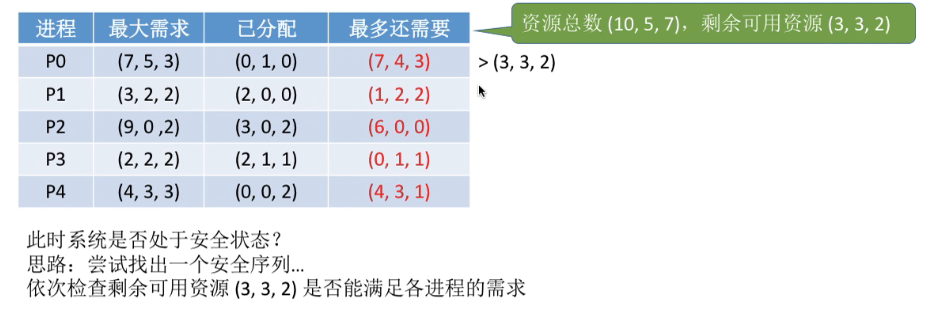 资源总数 (10, 5, 7)，剩余可用资源 (3, 3, 2)
进程 最大需求 已分配 最多还需要
P0 (7, 5, 3) (0, 1, 0) (7, 4, 3) > (3, 3, 2)
P1 (3, 2, 2) (2, 0, 0) (1, 2, 2)
P2 (9, 0 ,2) (3, 0, 2) (6, 0, 0)
P3 (2, 2, 2) (2, 1, 1) (0, 1, 1)
P4 (4, 3, 3) (0, 0, 2) (4, 3, 1)
此时系统是否处于安全状态？
思路：尝试找出一个安全序列...
依次检查剩余可用资源 (3, 3, 2) 是否能满足各进程的需求